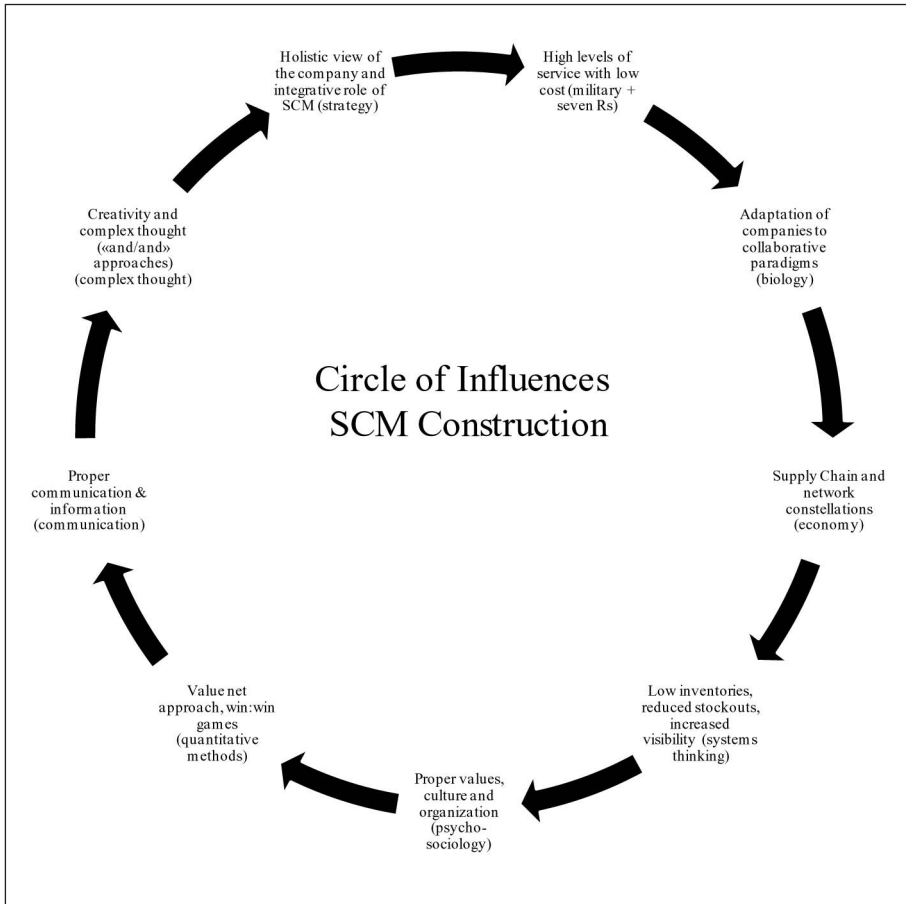 Holistic view of
the company and
integrative role of
SCM (strategy)
High levels of
service with low
cost (military +
seven Rs)
Adaptation of
companies to
collaborative
paradigms
(biology)
Supply Chain and
network
constellations
(economy)
Low inventories,
reduced stockouts,
increased
visibility (systems
thinking)
Proper values,
culture and
organization
(psycho-
sociology)
Value net
approach, win:win
games
(quantitative
methods)
Proper
communication &
information
(communication)
Creativity and
complex thought
(«and/and»
approaches)
(complex thought)
Circle of Influences
SCM Construction